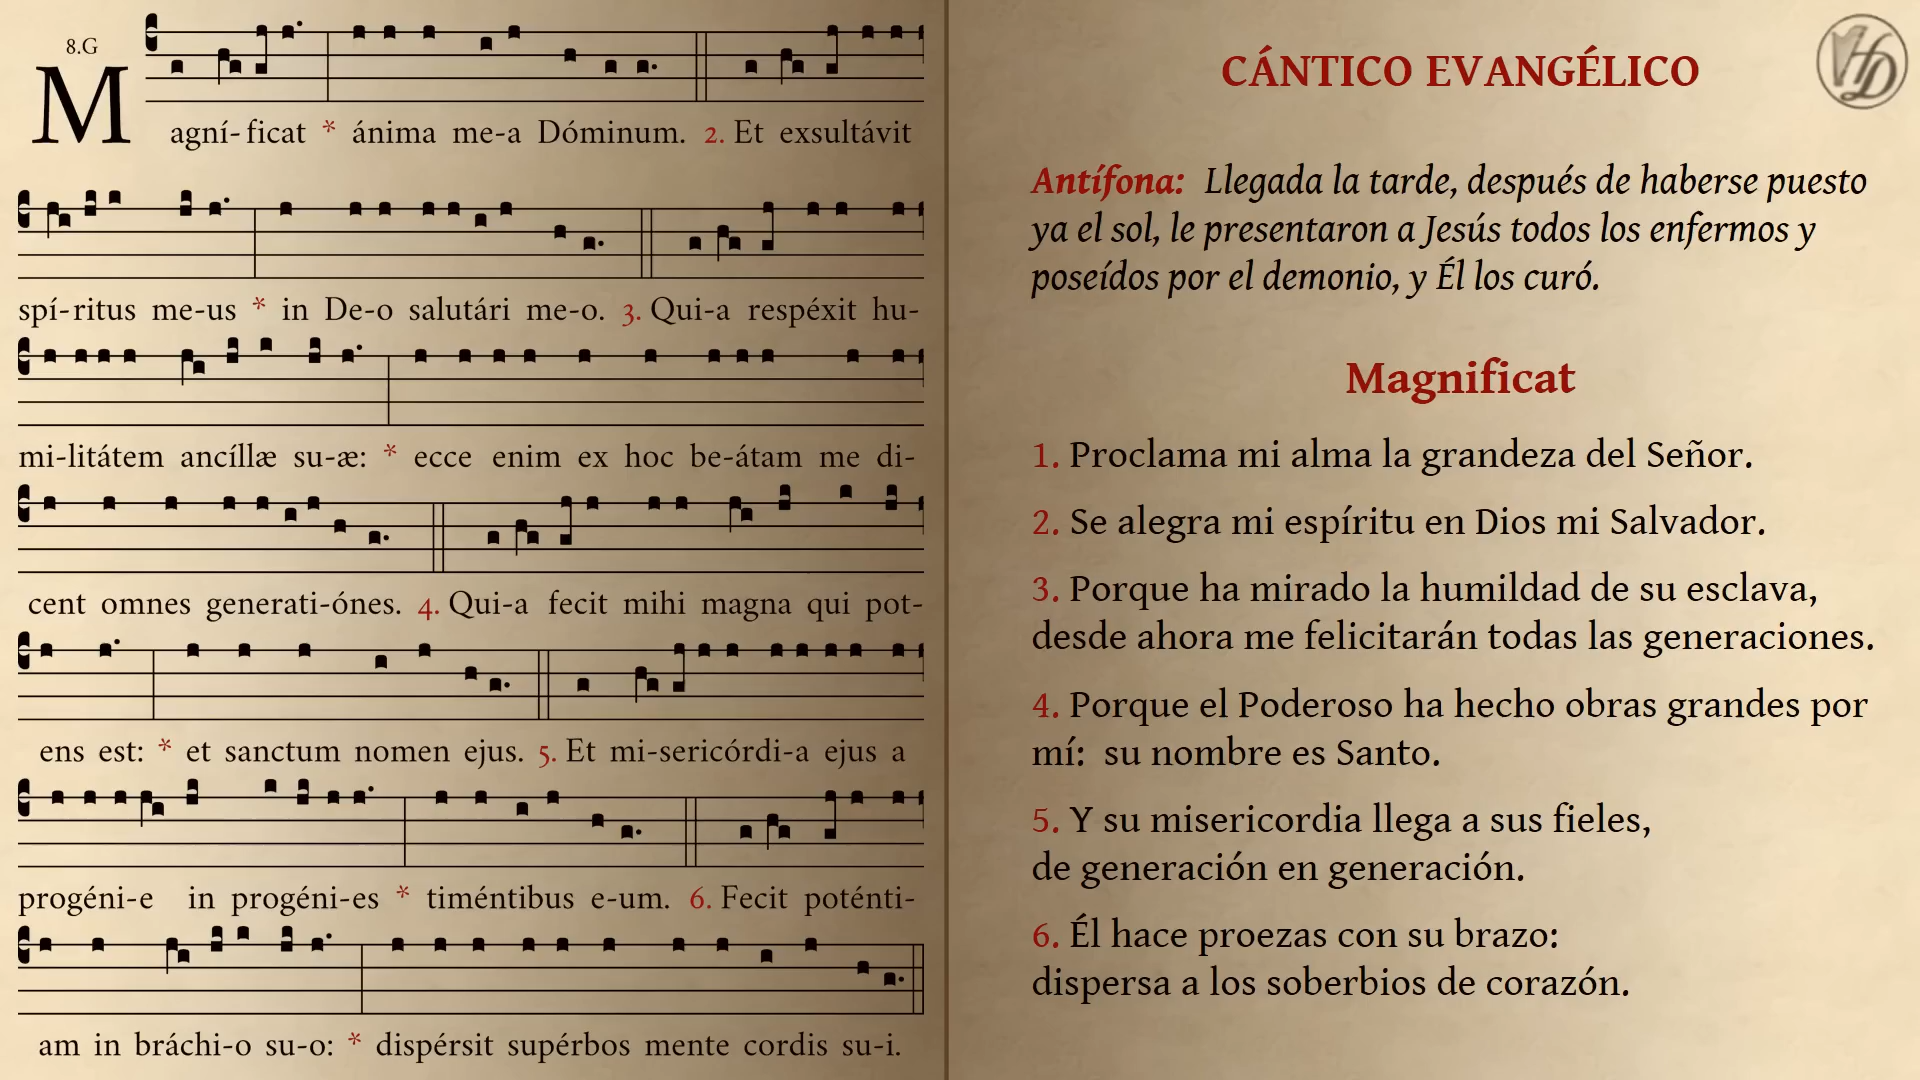 8.G
Magní-ficat * ánima me-a Dóminum. 2. Et exsultávit
spí-ritus me-us * in De-o salutári me-o. 3. Qui-a respéxit hu-
mi-litátem ancíllæ su-æ: * ecce enim ex hoc be-átam me di-
cent omnes generati-ónes. 4. Qui-a fecit mihi magna qui pot-
ens est: * et sanctum nomen ejus. 5. Et mi-sericórdi-a ejus a
progéni-e in progéni-es * timéntibus e-um. 6. Fecit poténti-
am in bráchi-o su-o: * dispérsit supérbos mente cordis su-i.
HD
CÁNTICO EVANGÉLICO
Antífona: Llegada la tarde, después de haberse puesto
ya el sol, le presentaron a Jesús todos los enfermos y
poseídos por el demonio, y Él los curó.
Magnificat
1. Proclama mi alma la grandeza del Señor.
2. Se alegra mi espíritu en Dios mi Salvador.
3. Porque ha mirado la humildad de su esclava,
desde ahora me felicitarán todas las generaciones.
4. Porque el Poderoso ha hecho obras grandes por
mí: su nombre es Santo.
5. Y su misericordia llega a sus fieles,
de generación en generación.
6. Él hace proezas con su brazo:
dispersa a los soberbios de corazón.